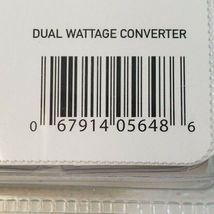 DUAL WATTAGE CONVERTER
0 67914 05648 6